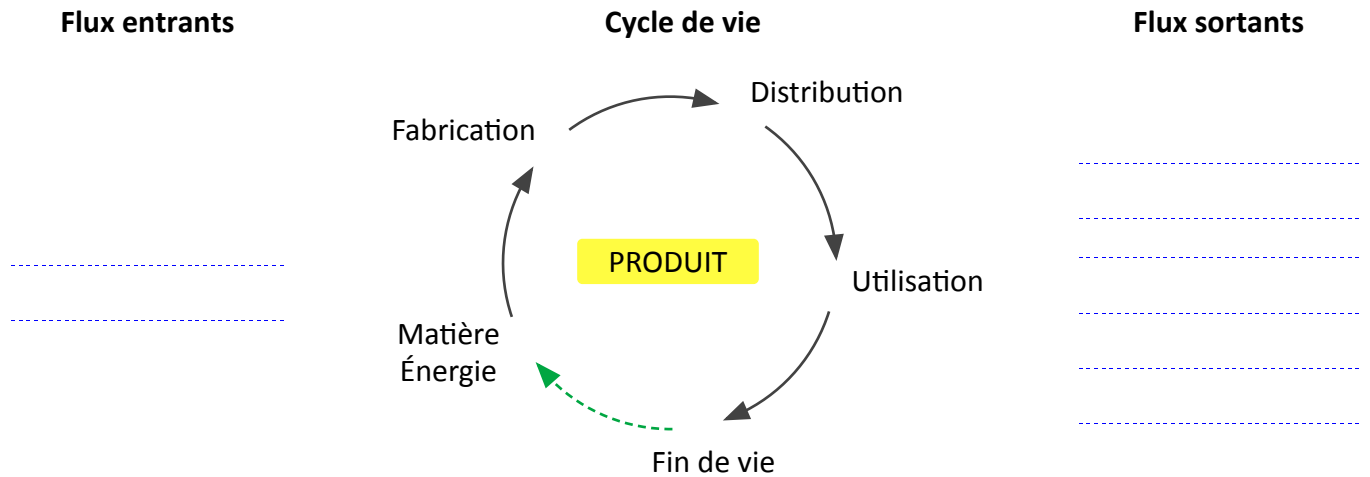 Flux entrants
Cycle de vie
Flux sortants
Distribution
Fabrication
PRODUIT
Utilisation
Matière
Énergie
Fin de vie